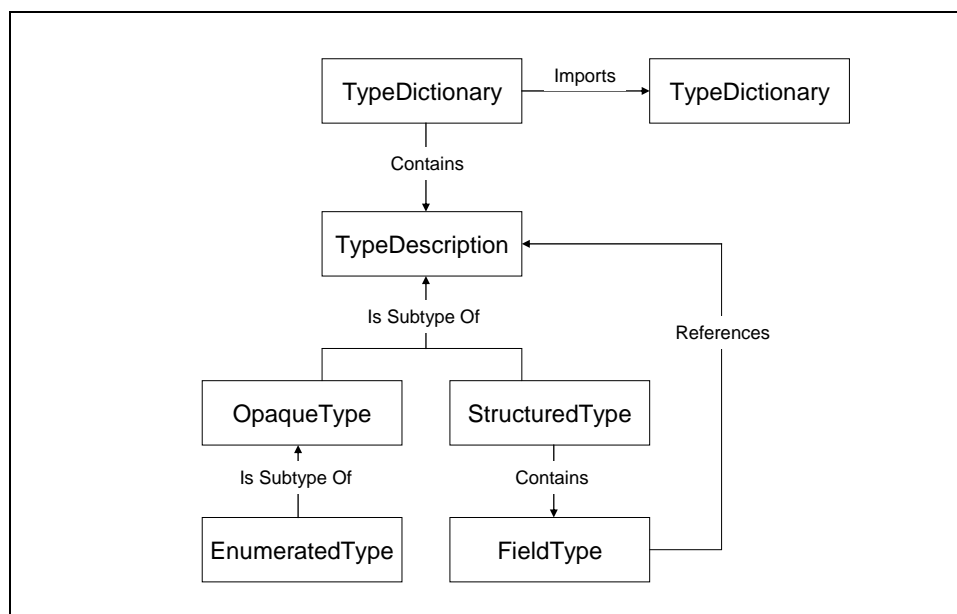 Imports
TypeDictionary
TypeDictionary
Contains
TypeDescription
Is Subtype Of
References
OpaqueType
StructuredType
Is Subtype Of
Contains
EnumeratedType
FieldType